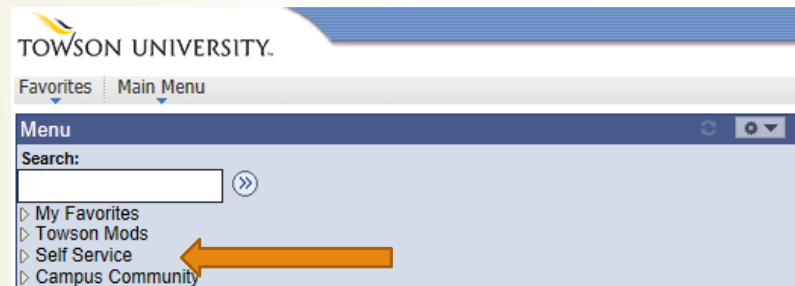 TOWSON UNIVERSITY.
Favorites Main Menu
Menu
Search:
My Favorites
Towson Mods
Self Service
Campus Community